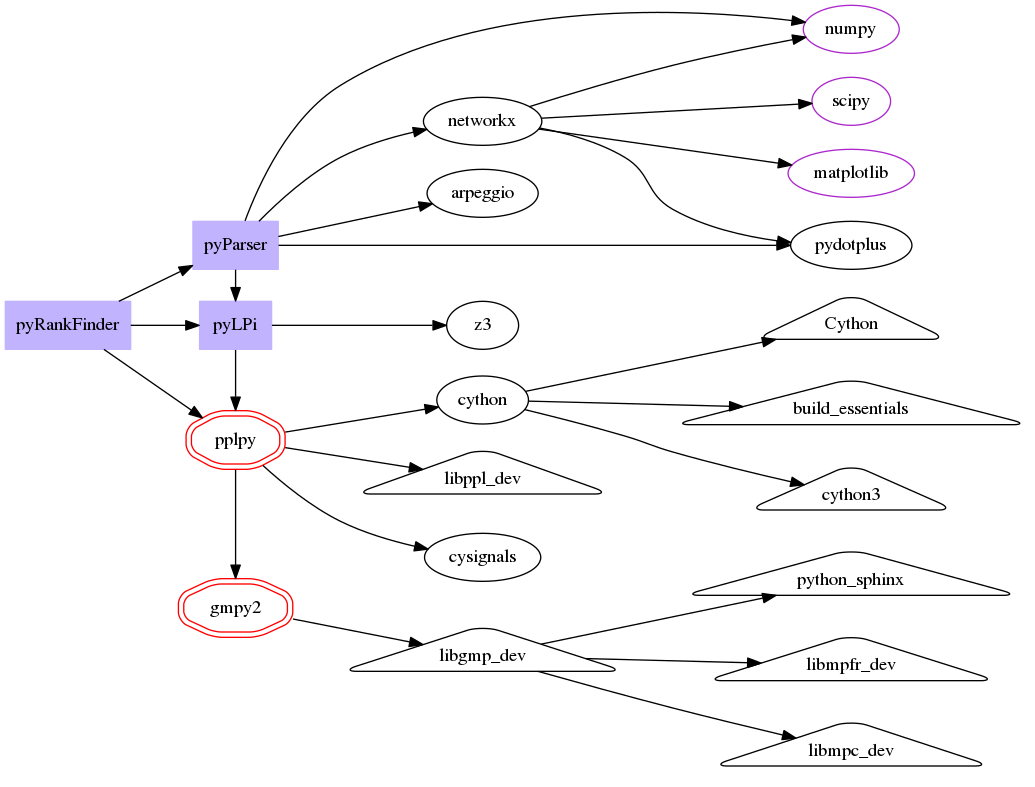 numpy
scipy
networkx
matplotlib
arpeggio
pyParser
pydotplus
pyRankFinder
pyLPi
z3
Cython
cython
build_essentials
pplpy
libppl_dev
cython3
cysignals
python_sphinx
gmpy2
libgmp_dev
libmpfr_dev
libmpc_dev